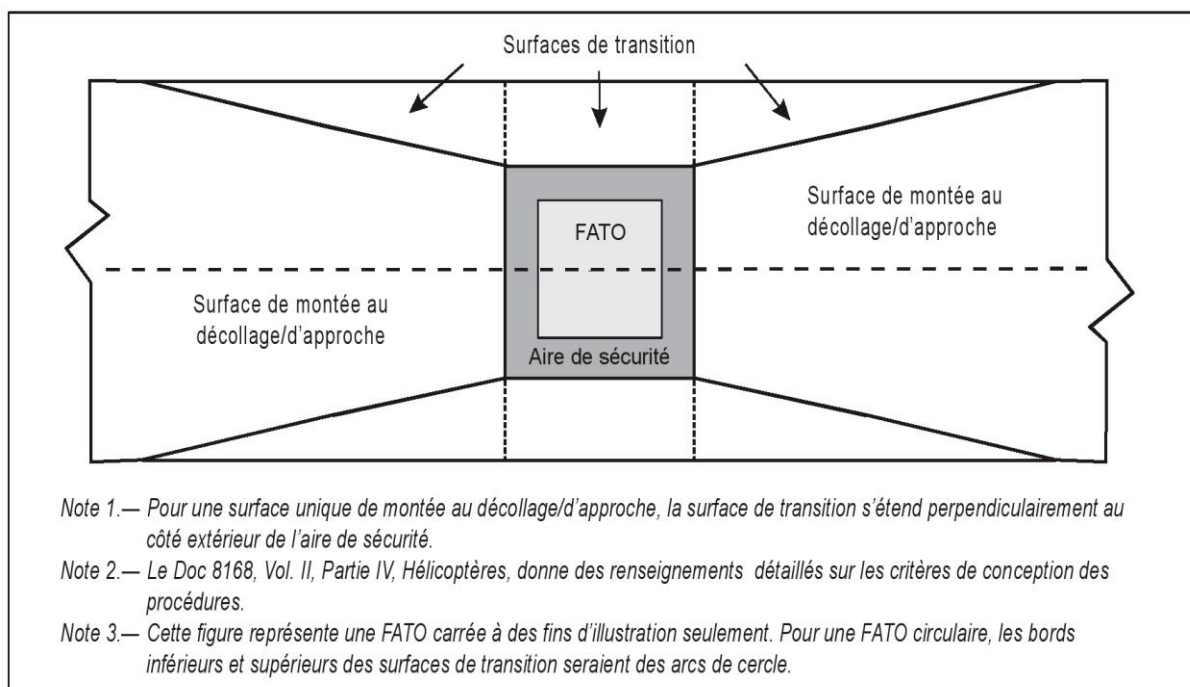 Surfaces de transition
Surface de montée au
décollage/d’approche
FATO
Surface de montée au
décollage/d’approche
Aire de sécurité
Note 1.— Pour une surface unique de montée au décollage/d’approche, la surface de transition s’étend perpendiculairement au
côté extérieur de l’aire de sécurité.
Note 2.— Le Doc 8168, Vol. II, Partie IV, Hélicoptères, donne des renseignements détaillés sur les critères de conception des
procédures.
Note 3.— Cette figure représente une FATO carrée à des fins d’illustration seulement. Pour une FATO circulaire, les bords
inférieurs et supérieurs des surfaces de transition seraient des arcs de cercle.